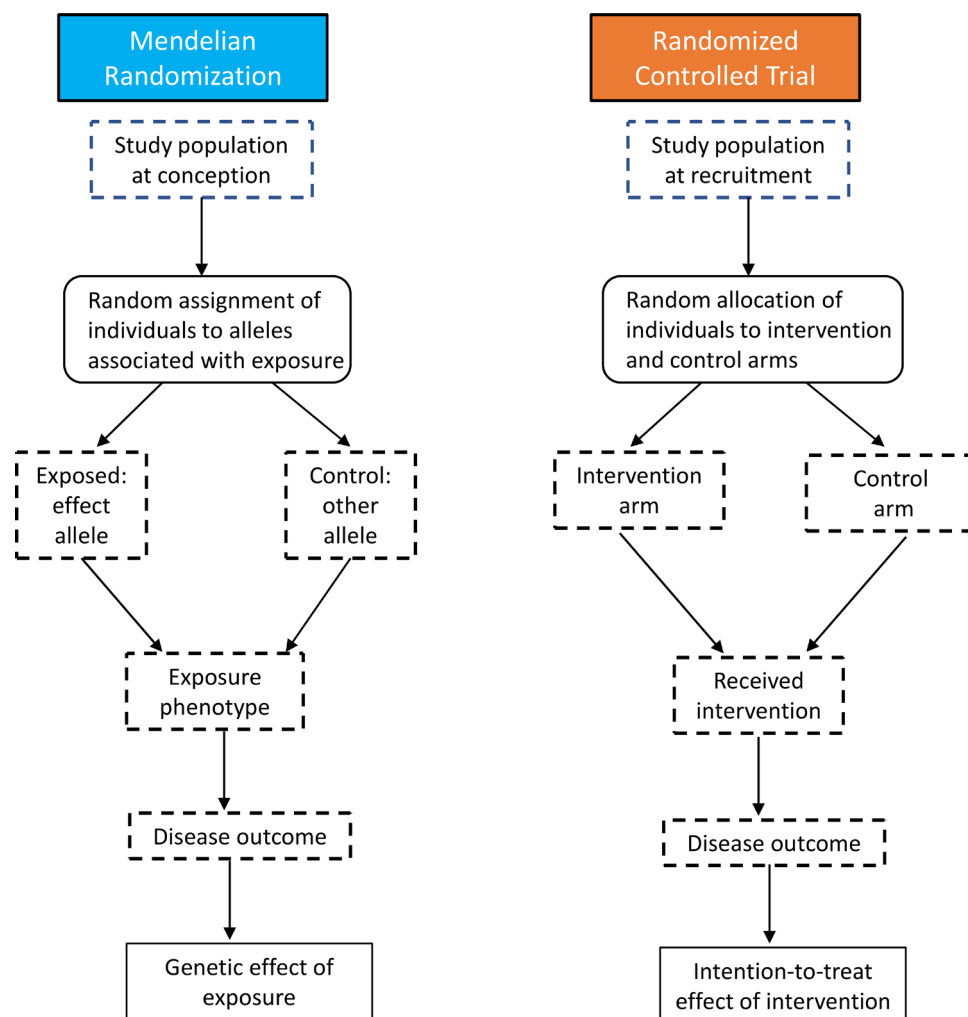 Mendelian
Randomization
Study population
at conception
Random assignment of
individuals to alleles
associated with exposure
Exposed:
effect
allele
Control:
other
allele
Exposure
phenotype
Disease outcome
Genetic effect of
exposure
Randomized
Controlled Trial
Study population
at recruitment
Random allocation of
individuals to intervention
and control arms
Intervention
arm
Control
arm
Received
intervention
Disease outcome
Intention-to-treat
effect of intervention